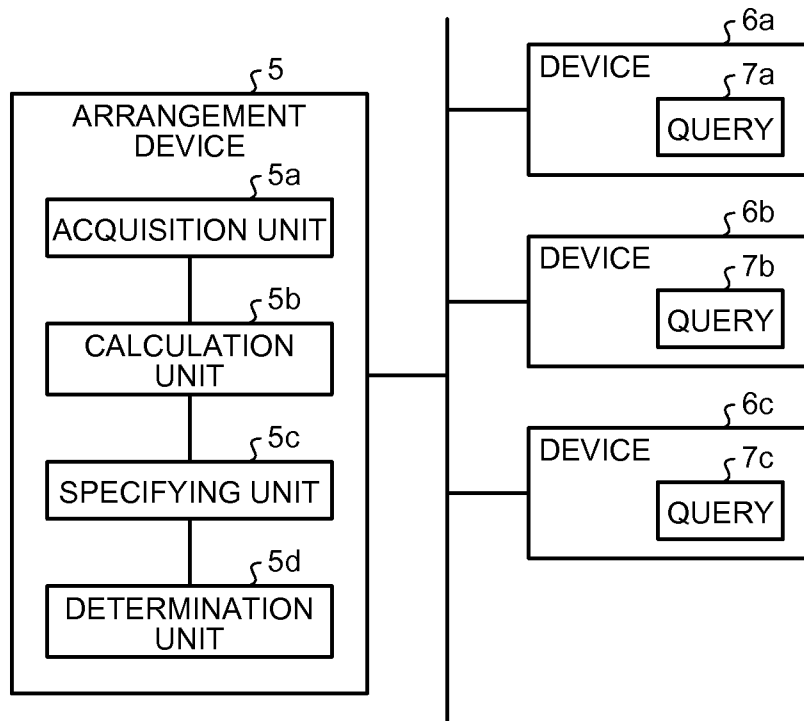 5
ARRANGEMENT
DEVICE
5a
ACQUISITION UNIT
5b
CALCULATION
UNIT
5c
SPECIFYING UNIT
5d
DETERMINATION
UNIT
6a
DEVICE
7a
QUERY
6b
DEVICE
7b
QUERY
6c
DEVICE
7c
QUERY